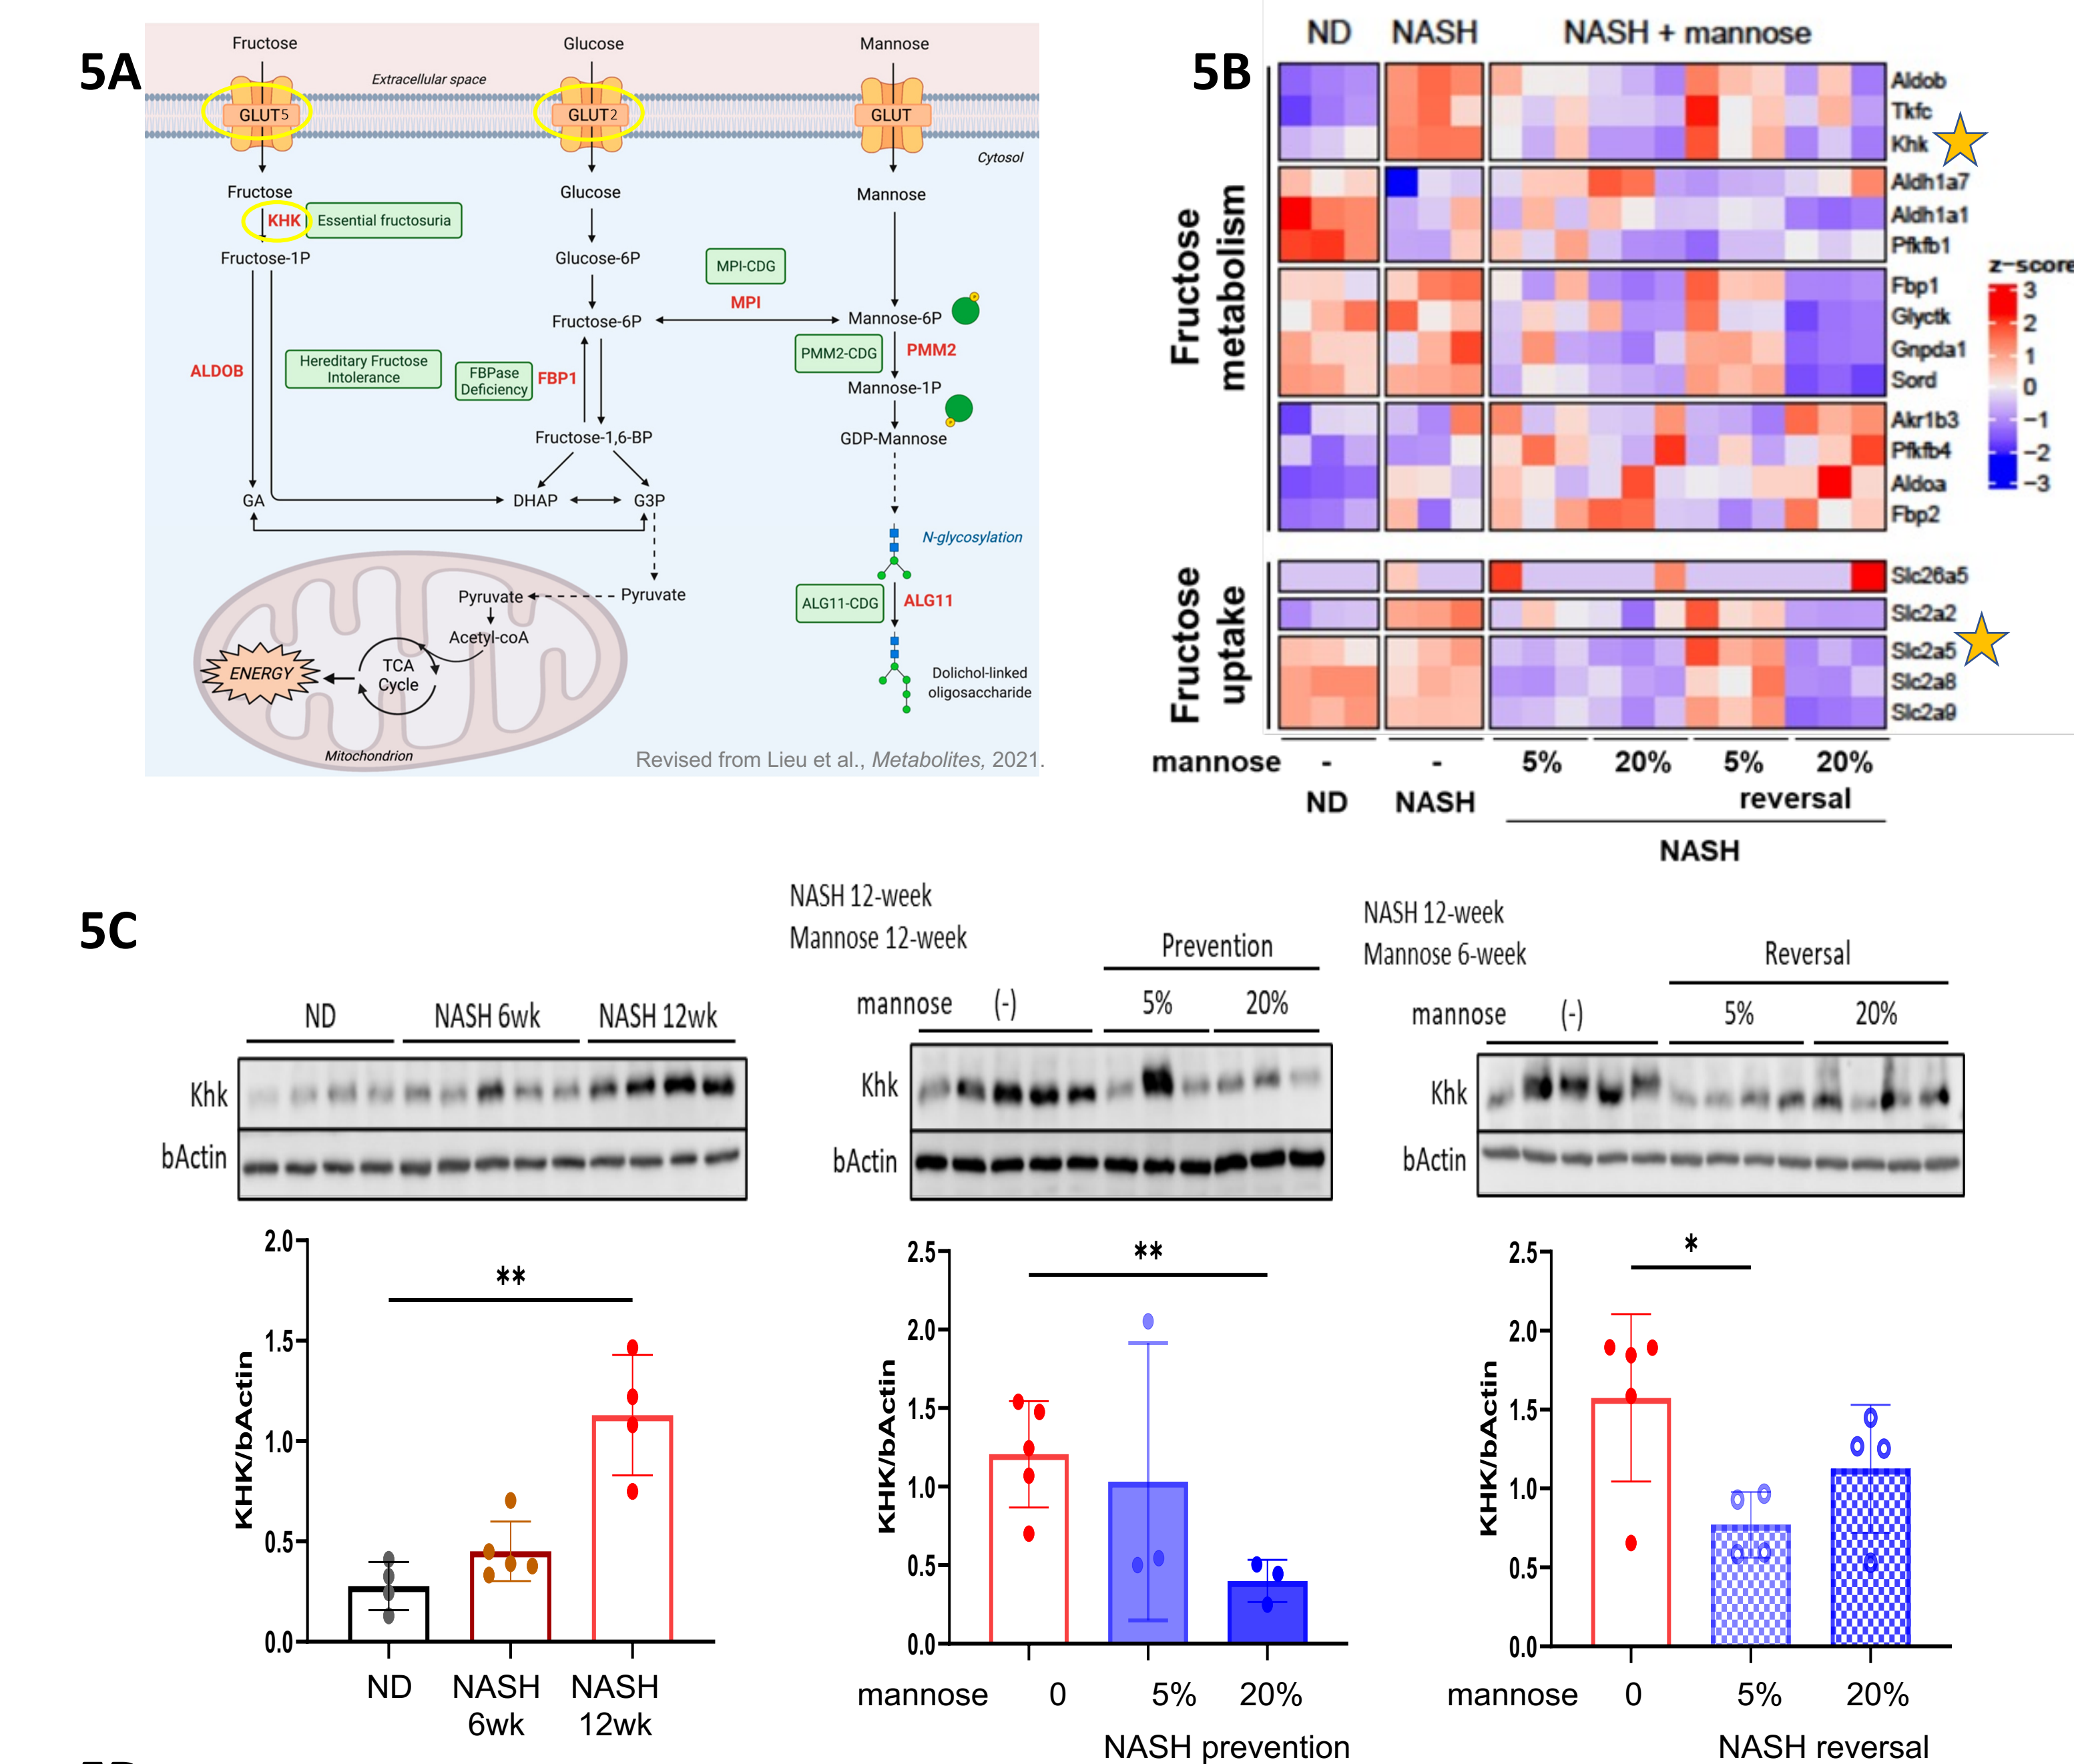 5A
Fructose
Glucose
Mannose
Extracellular space
GLUT5
GLUT2
GLUT
Cytosol
Fructose
Glucose
Mannose
KHK
Essential fructosuria
Fructose-1P
Glucose-6P
MPI-CDG
MPI
Fructose-6P
Mannose-6P
PMM2-CDG
PMM2
ALDOB
Hereditary Fructose
Intolerance
FBPase
Deficiency
FBP1
Mannose-1P
Fructose-1,6-BP
GDP-Mannose
GA
DHAP
G3P
N-glycosylation
Pyruvate
Pyruvate
Acetyl-coA
ALG11-CDG
ALG11
TCA
Cycle
ENERGY
Dolichol-linked
oligosaccharide
Mitochondrion
Revised from Lieu et al., Metabolites, 2021.
5B
ND
NASH
NASH + mannose
Fructose
metabolism
Aldob
Tkfc
Khk
Aldh1a7
Aldh1a1
Pfkfb1
Fbp1
Glyctk
Gnpda1
Sord
Akr1b3
Pfkfb4
Aldoa
Fbp2
Fructose
uptake
Slc26a5
Slc2a2
Slc2a5
Slc2a8
Slc2a9
z-score
3
2
1
0
−1
−2
−3
mannose - - 5% 20% 5% 20%
ND NASH reversal
NASH
5C
ND NASH 6wk NASH 12wk
Khk
bActin
KHK/bActin
2.0
1.5
1.0
0.5
0.0
**
ND NASH NASH
6wk 12wk
NASH 12-week
Mannose 12-week
Prevention
mannose (-) 5% 20%
Khk
bActin
KHK/bActin
2.5
2.0
1.5
1.0
0.5
0.0
**
mannose 0 5% 20%
NASH prevention
NASH 12-week
Mannose 6-week
Reversal
mannose (-) 5% 20%
Khk
bActin
KHK/bActin
2.5
2.0
1.5
1.0
0.5
0.0
*
mannose 0 5% 20%
NASH reversal